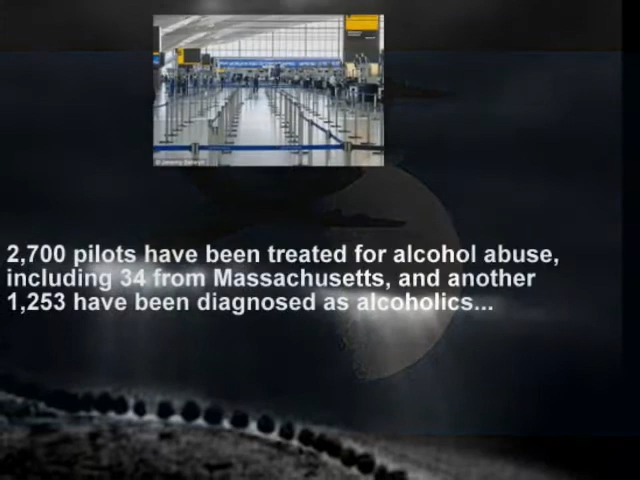 2,700 pilots have been treated for alcohol abuse,
including 34 from Massachusetts, and another
1,253 have been diagnosed as alcoholics...